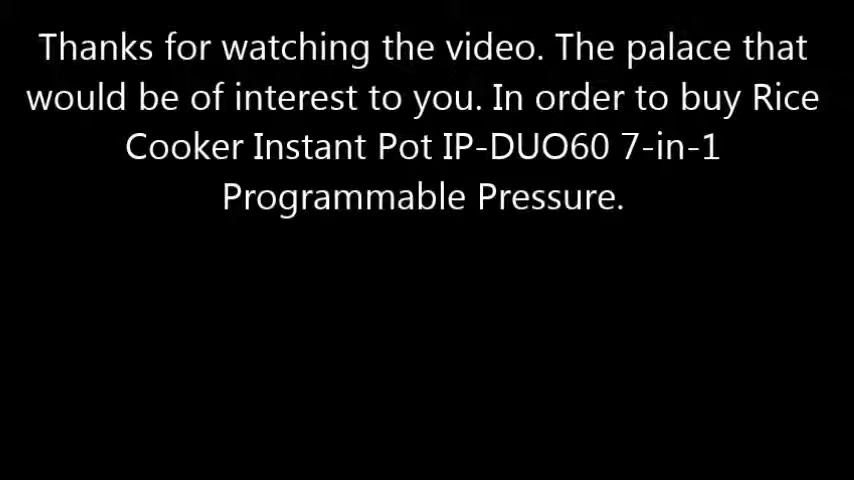 Thanks for watching the video. The palace that
would be of interest to you. In order to buy Rice
Cooker Instant Pot IP-DUO60 7-in-1
Programmable Pressure.